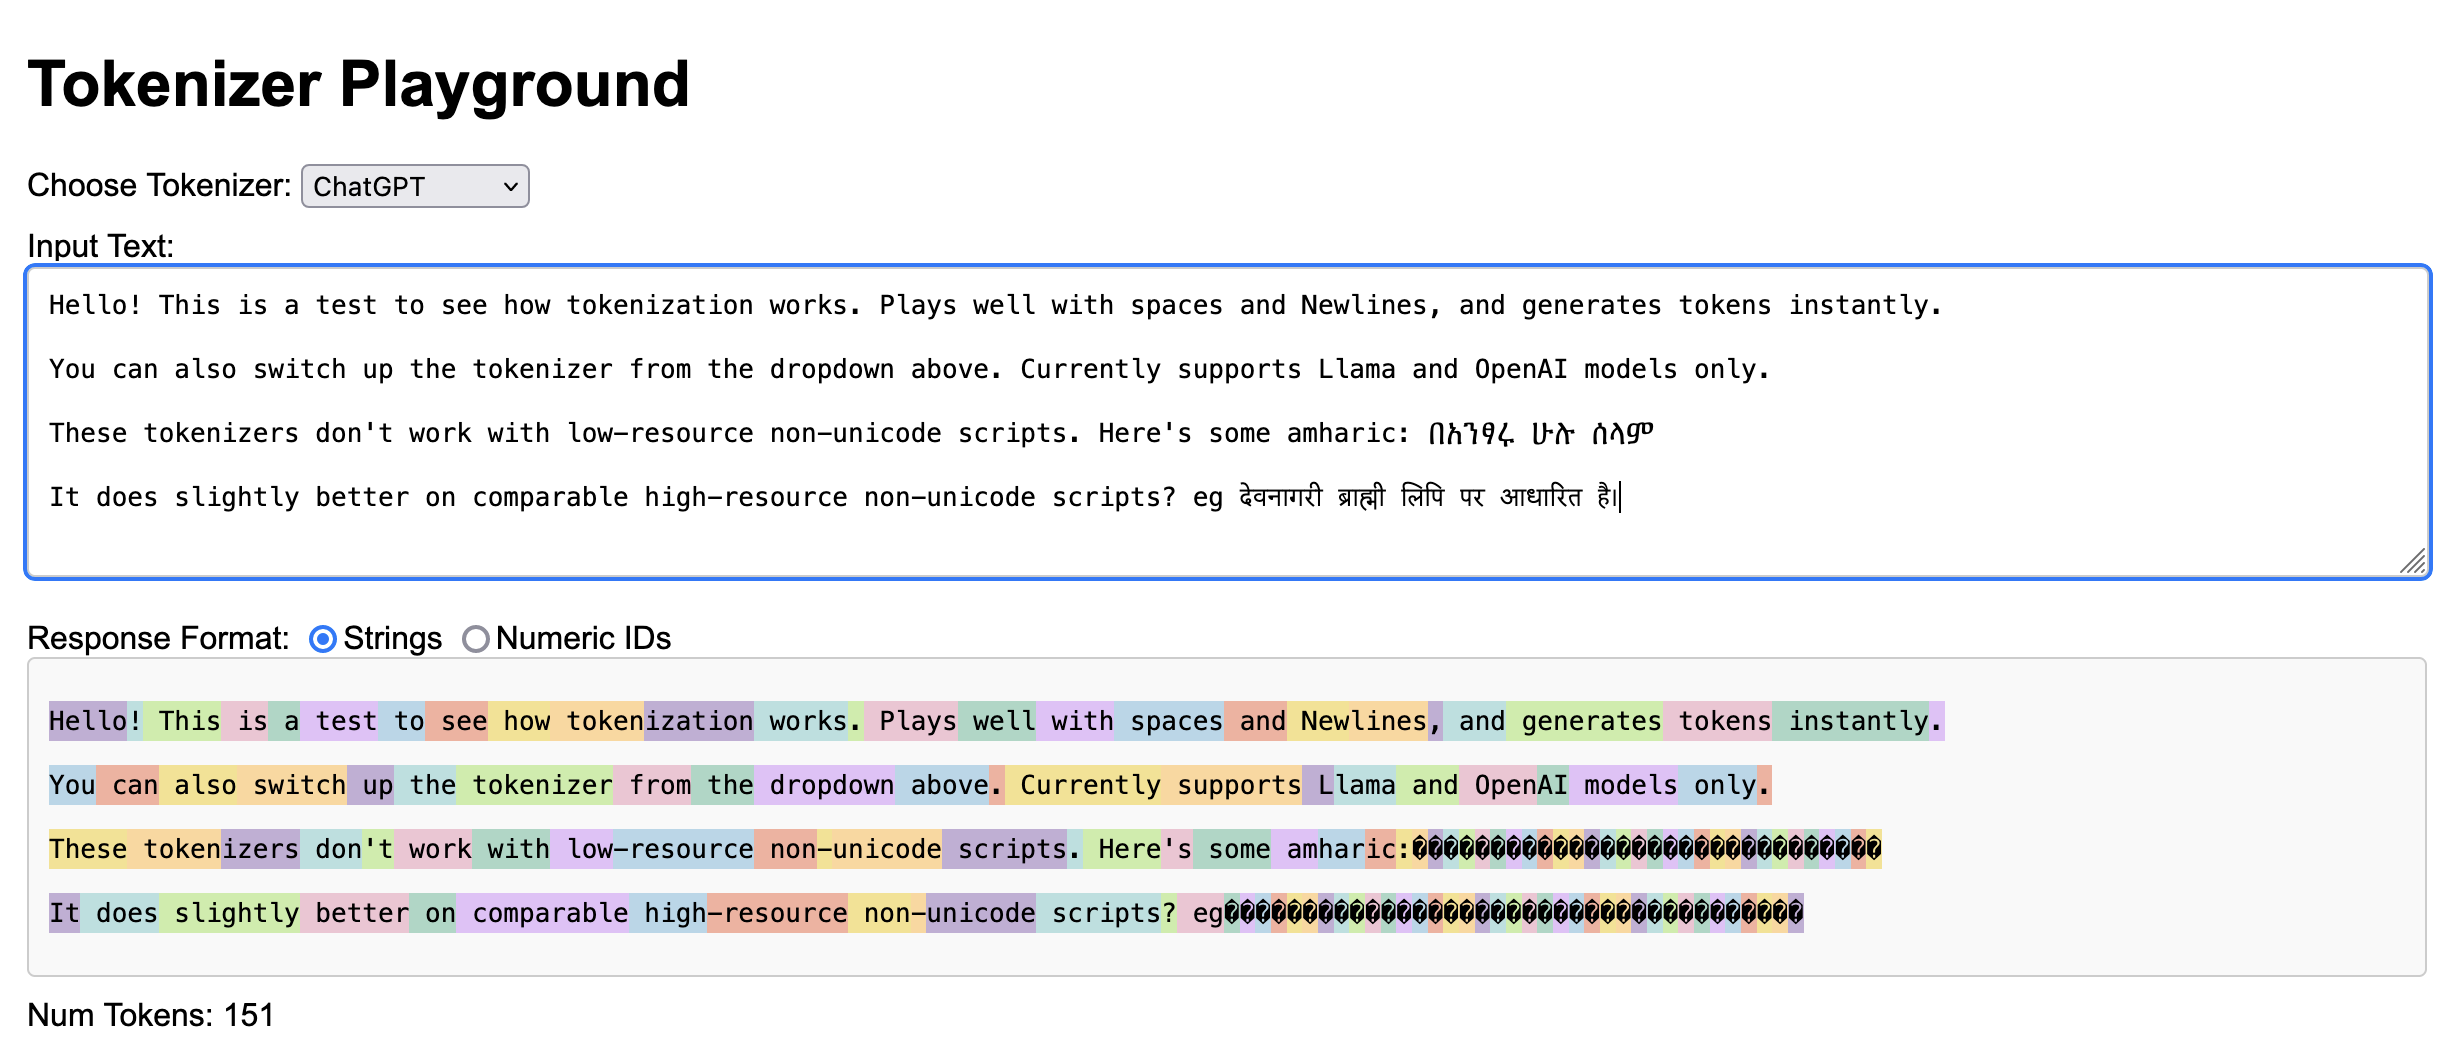 Tokenizer Playground
Choose Tokenizer: ChatGPT
Input Text:
Hello! This is a test to see how tokenization works. Plays well with spaces and Newlines, and generates tokens instantly.
You can also switch up the tokenizer from the dropdown above. Currently supports Llama and OpenAI models only.
These tokenizers don't work with low-resource non-unicode scripts. Here's some amharic: በአንፃሩ ሁሉ ሰላም
It does slightly better on comparable high-resource non-unicode scripts? eg देवनागरी ब्राह्मी लिपि पर आधारित है।
Response Format: Strings Numeric IDs
Hello! This is a test to see how tokenization works. Plays well with spaces and Newlines, and generates tokens instantly.
You can also switch up the tokenizer from the dropdown above. Currently supports Llama and OpenAI models only.
These tokenizers don't work with low-resource non-unicode scripts. Here's some amharic:������������������������������
It does slightly better on comparable high-resource non-unicode scripts? eg�������������������������������������
Num Tokens: 151